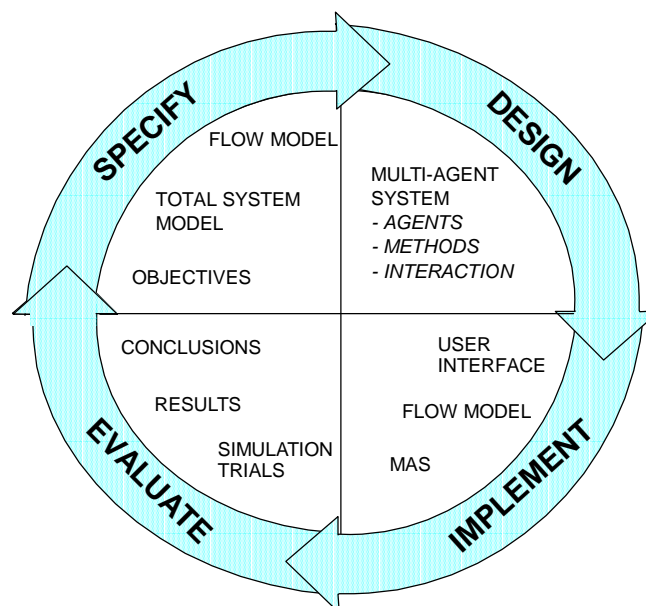 SPECIFY
FLOW MODEL
TOTAL SYSTEM
MODEL
OBJECTIVES
DESIGN
MULTI-AGENT
SYSTEM
- AGENTS
- METHODS
- INTERACTION
IMPLEMENT
USER
INTERFACE
FLOW MODEL
MAS
EVALUATE
CONCLUSIONS
RESULTS
SIMULATION
TRIALS